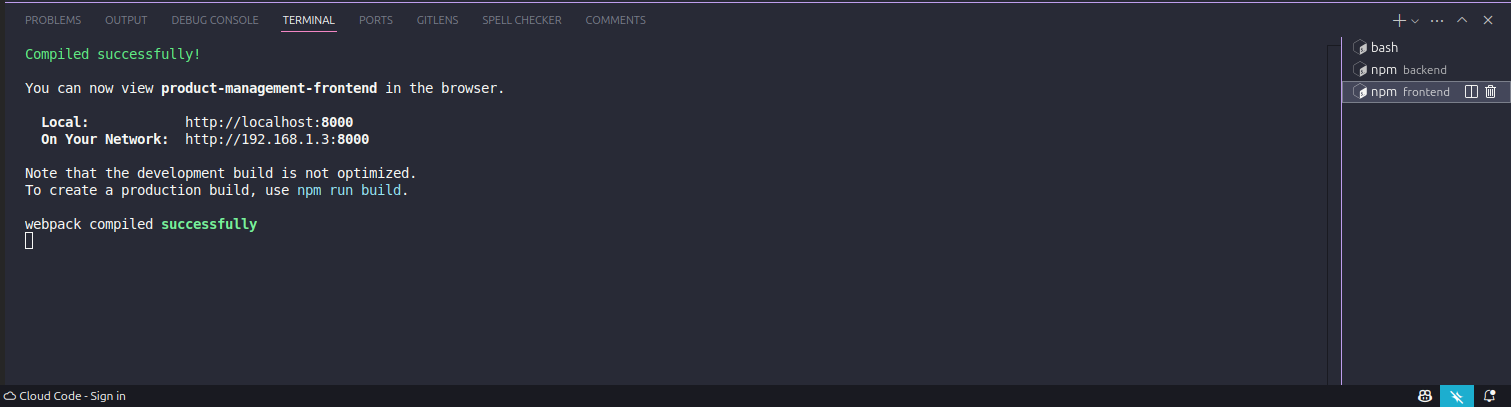 PROBLEMS OUTPUT DEBUG CONSOLE TERMINAL PORTS GITLENS SPELL CHECKER COMMENTS
Compiled successfully!
You can now view product-management-frontend in the browser.
Local: http://localhost:8000
On Your Network: http://192.168.1.3:8000
Note that the development build is not optimized.
To create a production build, use npm run build.
webpack compiled successfully
bash
npm backend
npm frontend
Cloud Code - Sign in